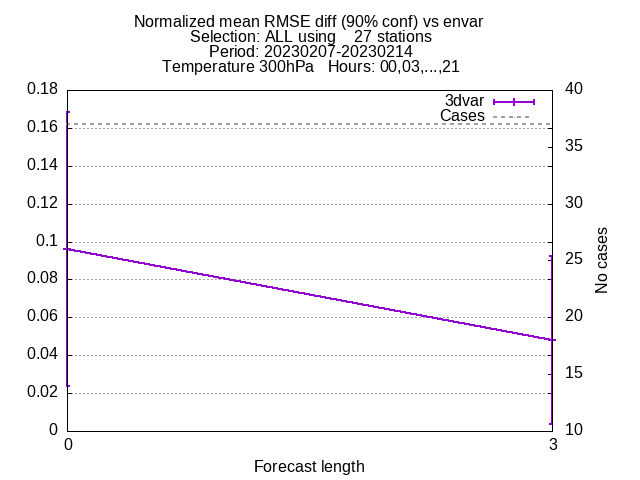 Normalized mean RMSE diff (90% conf) vs envar
Selection: ALL using    27 stations
Period: 20230207-20230214
Temperature 300hPa   Hours: 00,03,...,21
3dvar
Cases
0.18
0.16
0.14
0.12
0.1
0.08
0.06
0.04
0.02
0
40
35
30
25
20
15
10
No cases
0
3
Forecast length